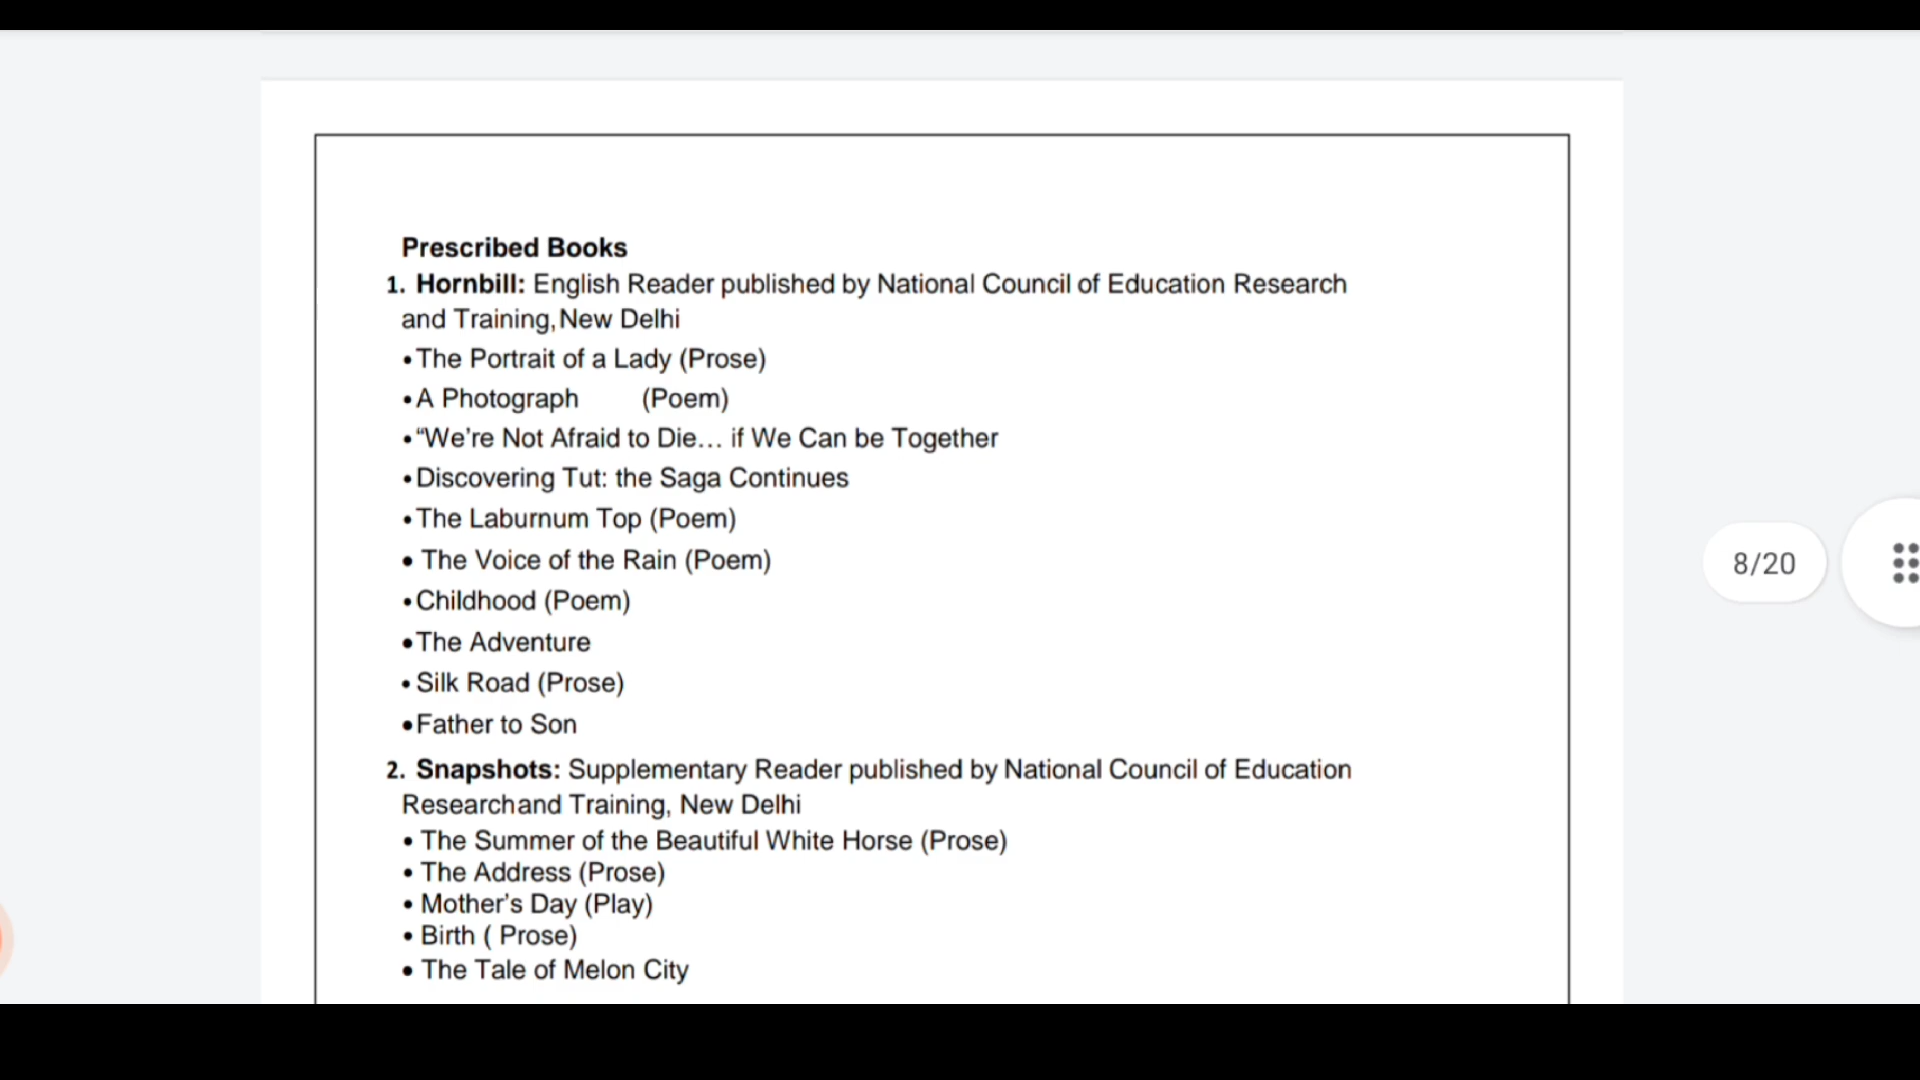 Prescribed Books
1. Hornbill: English Reader published by National Council of Education Research
and Training, New Delhi
•The Portrait of a Lady (Prose)
•A Photograph (Poem)
•“We’re Not Afraid to Die… if We Can be Together
•Discovering Tut: the Saga Continues
•The Laburnum Top (Poem)
• The Voice of the Rain (Poem)
•Childhood (Poem)
•The Adventure
•Silk Road (Prose)
•Father to Son
8/20
2. Snapshots: Supplementary Reader published by National Council of Education
Researchand Training, New Delhi
• The Summer of the Beautiful White Horse (Prose)
• The Address (Prose)
• Mother’s Day (Play)
• Birth ( Prose)
• The Tale of Melon City